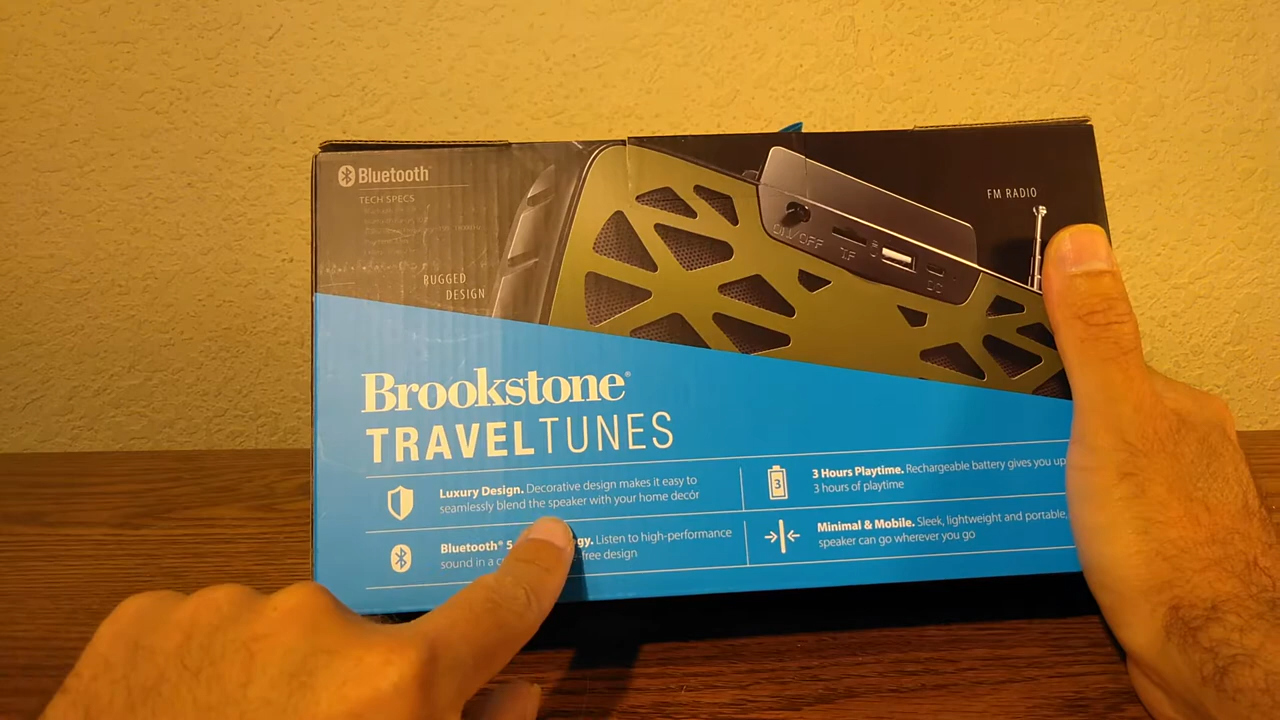 Bluetooth
TECH SPECS
RUGGED
DESIGN
FM RADIO
ON/OFF
TF
DC
Brookstone®
TRAVELTUNES
Luxury Design. Decorative design makes it easy to
seamlessly blend the speaker with your home decór
Bluetooth® 5 Listen to high-performance
sound in a free design
3
3 Hours Playtime. Rechargeable battery gives you up
3 hours of playtime
Minimal & Mobile. Sleek, lightweight and portable,
speaker can go wherever you go